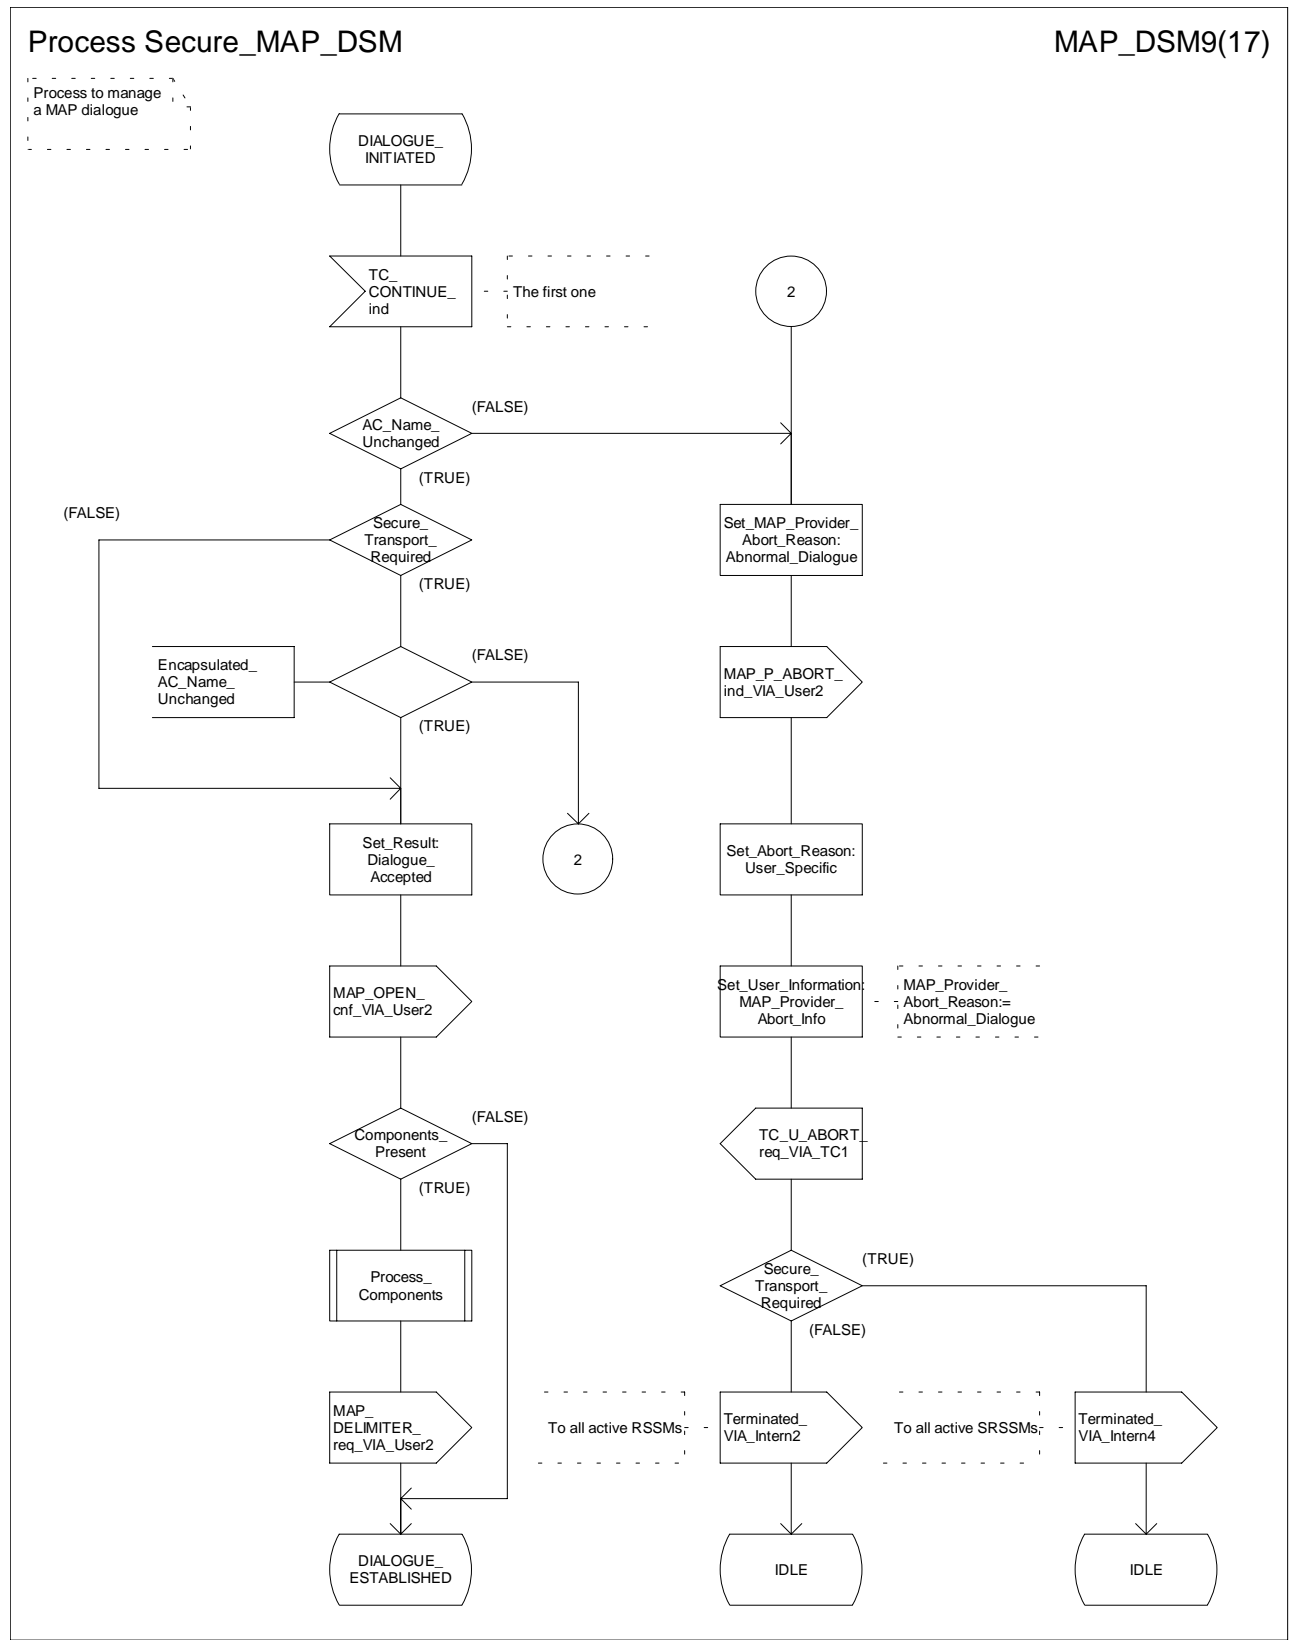 Process Secure_MAP_DSM
MAP_DSM9(17)
Process to manage
a MAP dialogue
DIALOGUE_
INITIATED
TC_
CONTINUE_
ind
The first one
2
AC_Name_
Unchanged
(FALSE)
(TRUE)
(FALSE)
Secure_
Transport_
Required
(TRUE)
Set_MAP_Provider_
Abort_Reason:
Abnormal_Dialogue
Encapsulated_
AC_Name_
Unchanged
(FALSE)
(TRUE)
MAP_P_ABORT_
ind_VIA_User2
Set_Result:
Dialogue_
Accepted
2
Set_Abort_Reason:
User_Specific
MAP_OPEN_
cnf_VIA_User2
Set_User_Information:
MAP_Provider_
Abort_Info
MAP_Provider_
Abort_Reason:=
Abnormal_Dialogue
Components_
Present
(FALSE)
(TRUE)
TC_U_ABORT_
req_VIA_TC1
Process_
Components
Secure_
Transport_
Required
(TRUE)
(FALSE)
MAP_
DELIMITER_
req_VIA_User2
To all active RSSMs
Terminated_
VIA_Intern2
To all active SRSSMs
Terminated_
VIA_Intern4
DIALOGUE_
ESTABLISHED
IDLE
IDLE